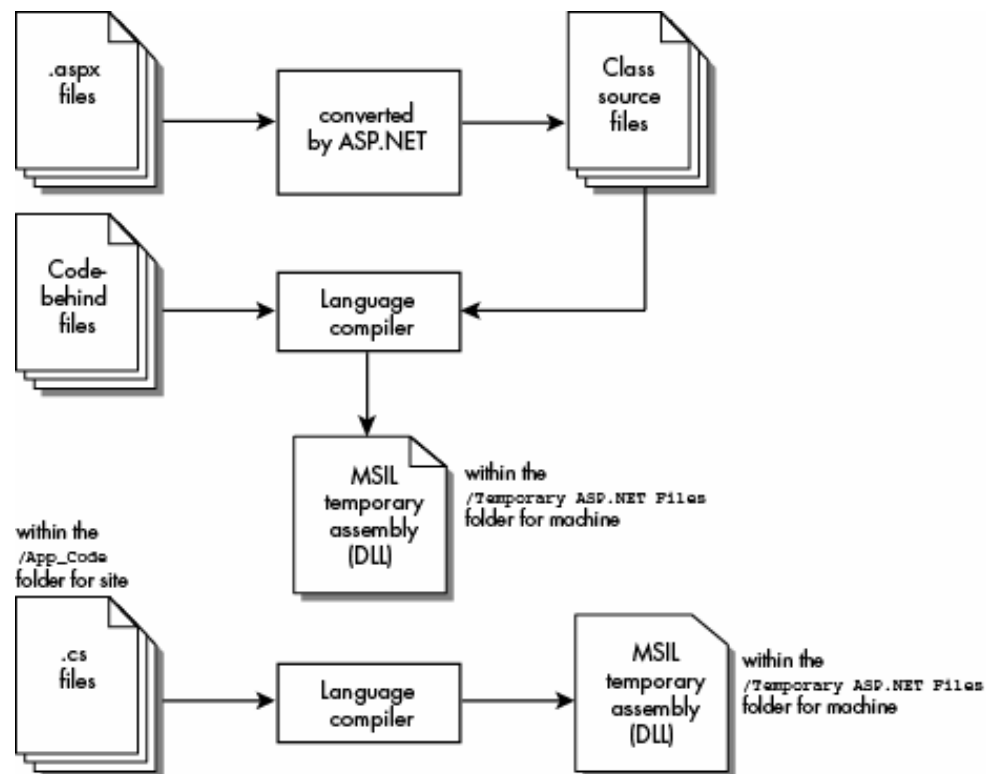 .aspx
files
converted
by ASP.NET
Class
source
files
Code-
behind
files
Language
compiler
MSIL
temporary
assembly
(DLL)
within the
/Temporary ASP.NET Files
folder for machine
within the
/App_Code
folder for site
.cs
files
Language
compiler
MSIL
temporary
assembly
(DLL)
within the
/Temporary ASP.NET Files
folder for machine